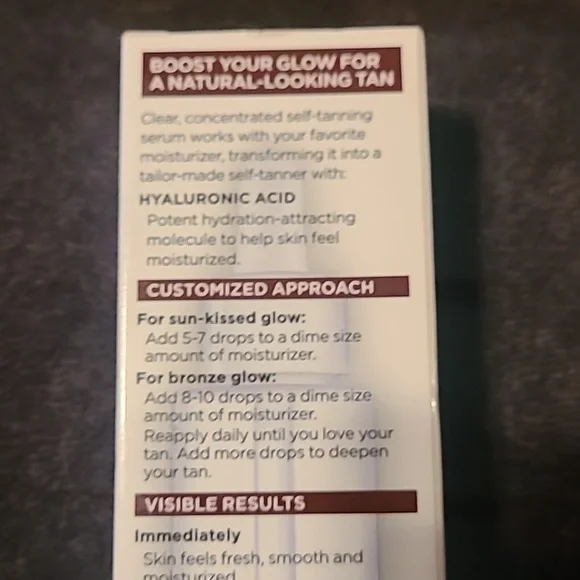 BOOST YOUR GLOW FOR
A NATURAL-LOOKING TAN
Clear, concentrated self-tanning
serum works with your favorite
moisturizer, transforming it into a
tailor-made self-tanner with:
HYALURONIC ACID
Potent hydration-attracting
molecule to help skin feel
moisturized.
CUSTOMIZED APPROACH
For sun-kissed glow:
Add 5-7 drops to a dime size
amount of moisturizer.
For bronze glow:
Add 8-10 drops to a dime size
amount of moisturizer.
Reapply daily until you love your
tan. Add more drops to deepen
your tan.
VISIBLE RESULTS
Immediately
Skin feels fresh, smooth and
moisturized